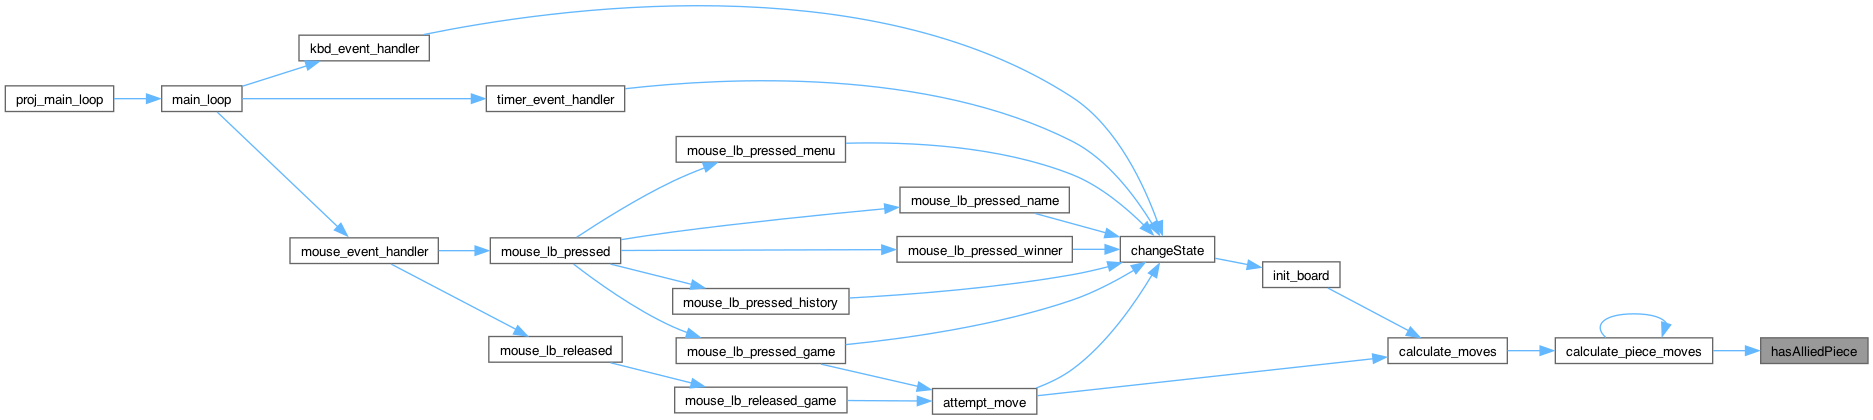 kbd_event_handler
proj_main_loop
main_loop
timer_event_handler
mouse_lb_pressed_menu
mouse_lb_pressed_name
mouse_event_handler
mouse_lb_pressed
mouse_lb_pressed_winner
changeState
init_board
mouse_lb_pressed_history
mouse_lb_released
mouse_lb_pressed_game
calculate_moves
calculate_piece_moves
hasAlliedPiece
mouse_lb_released_game
attempt_move